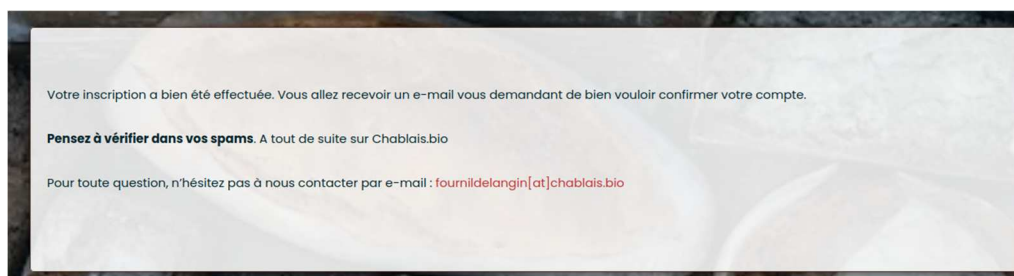 Votre inscription a bien été effectuée. Vous allez recevoir un e-mail vous demandant de bien vouloir confirmer votre compte.
Pensez à vérifier dans vos spams. A tout de suite sur Chablais.bio
Pour toute question, n’hésitez pas à nous contacter par e-mail : fournildelangin[at]chablais.bio